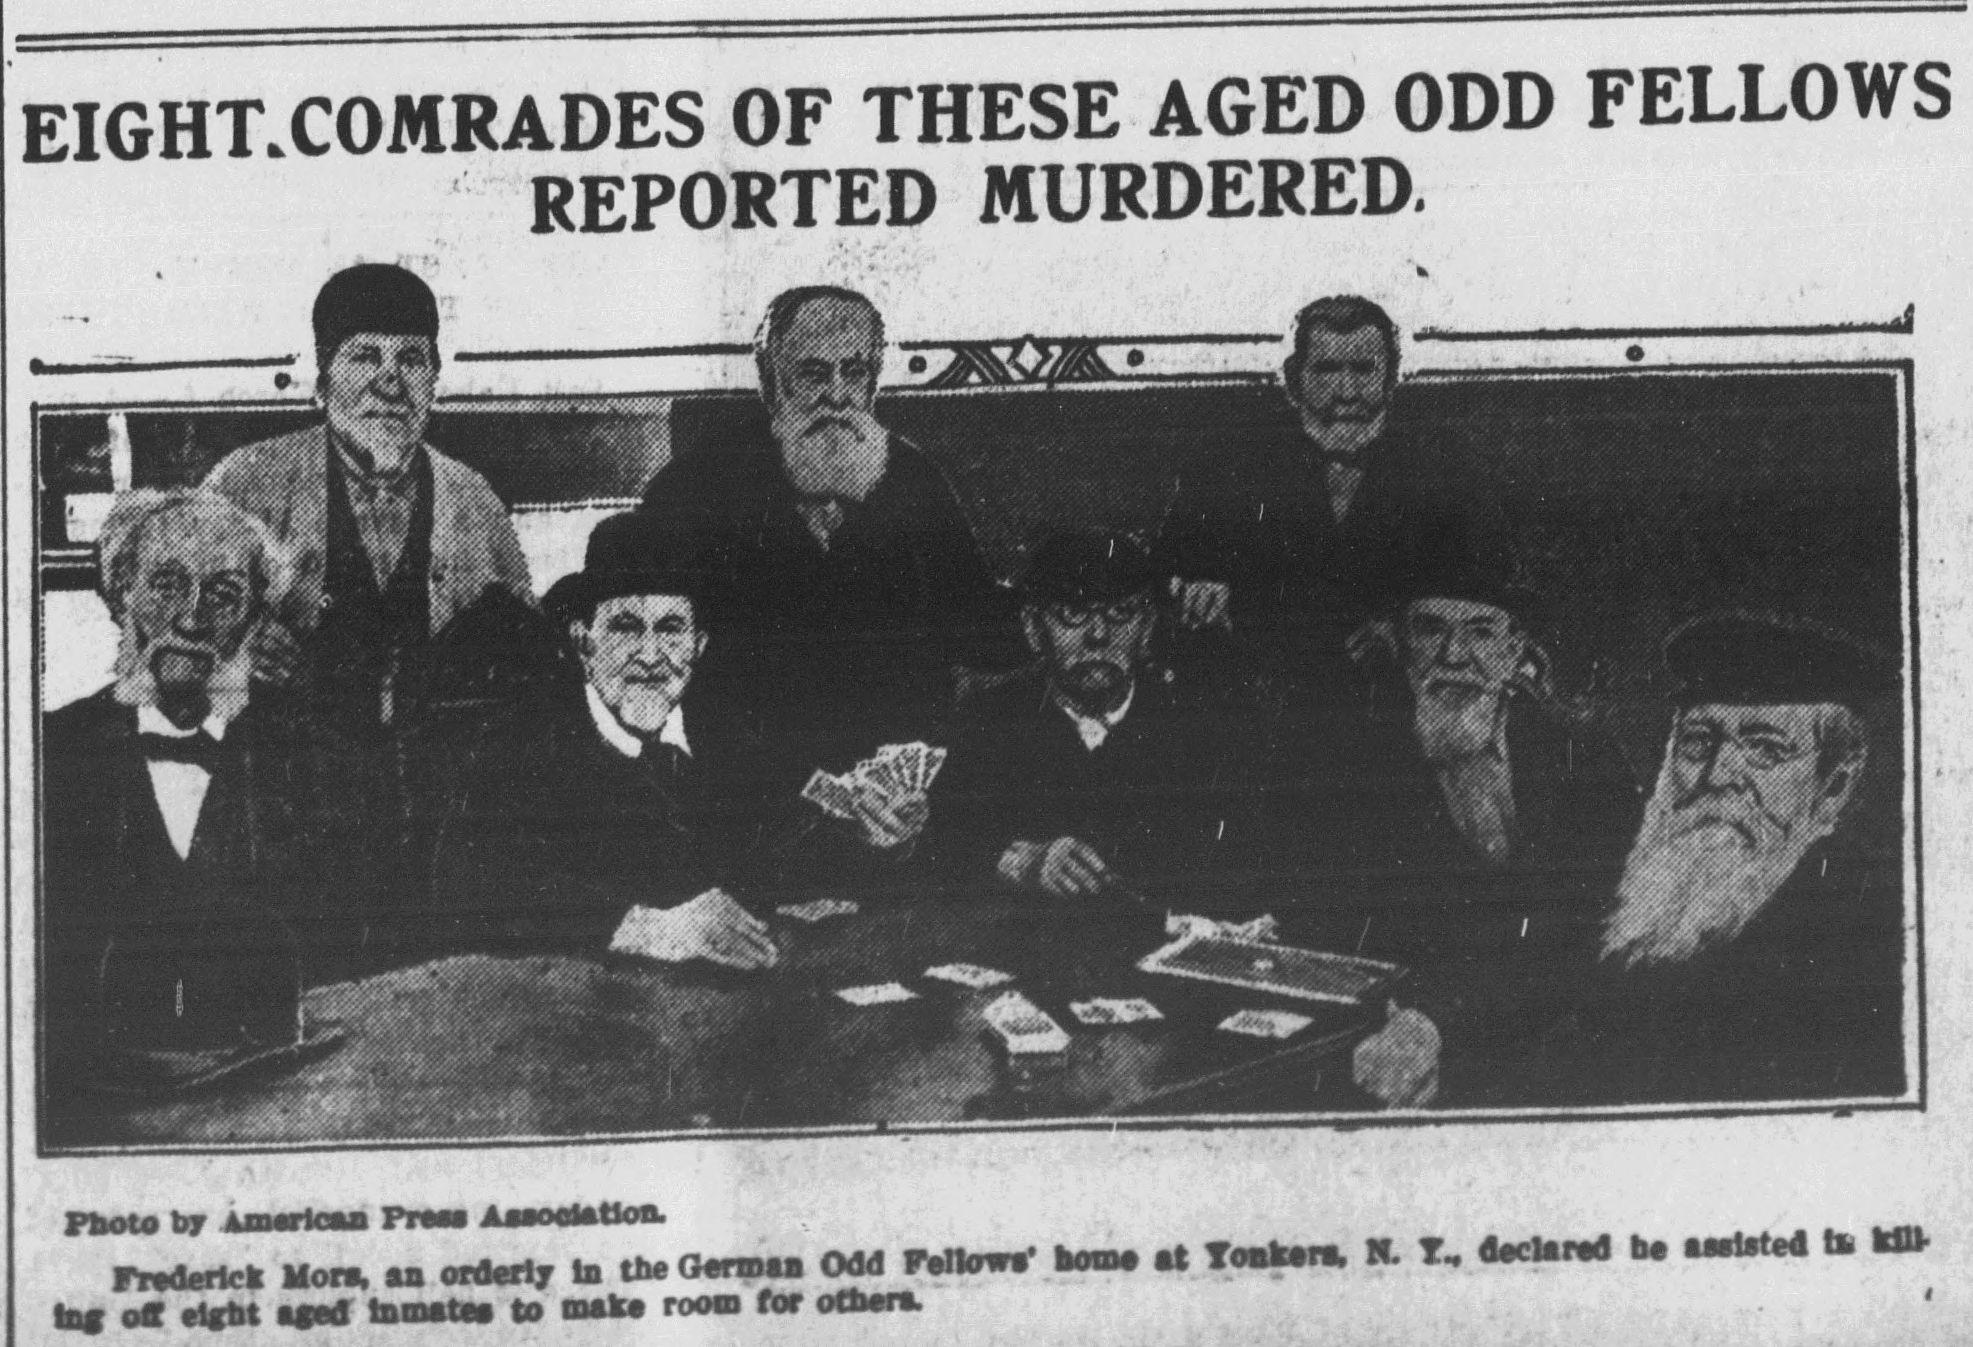 EIGHT COMRADES OF THESE AGED ODD FELLOWS
REPORTED MURDERED.
Photo by American Press Association.
Frederick Mors, an orderly in the German Odd Fellows' home at Yonkers, N. Y., declared he assisted in kill-
ing off eight aged inmates to make room for others.